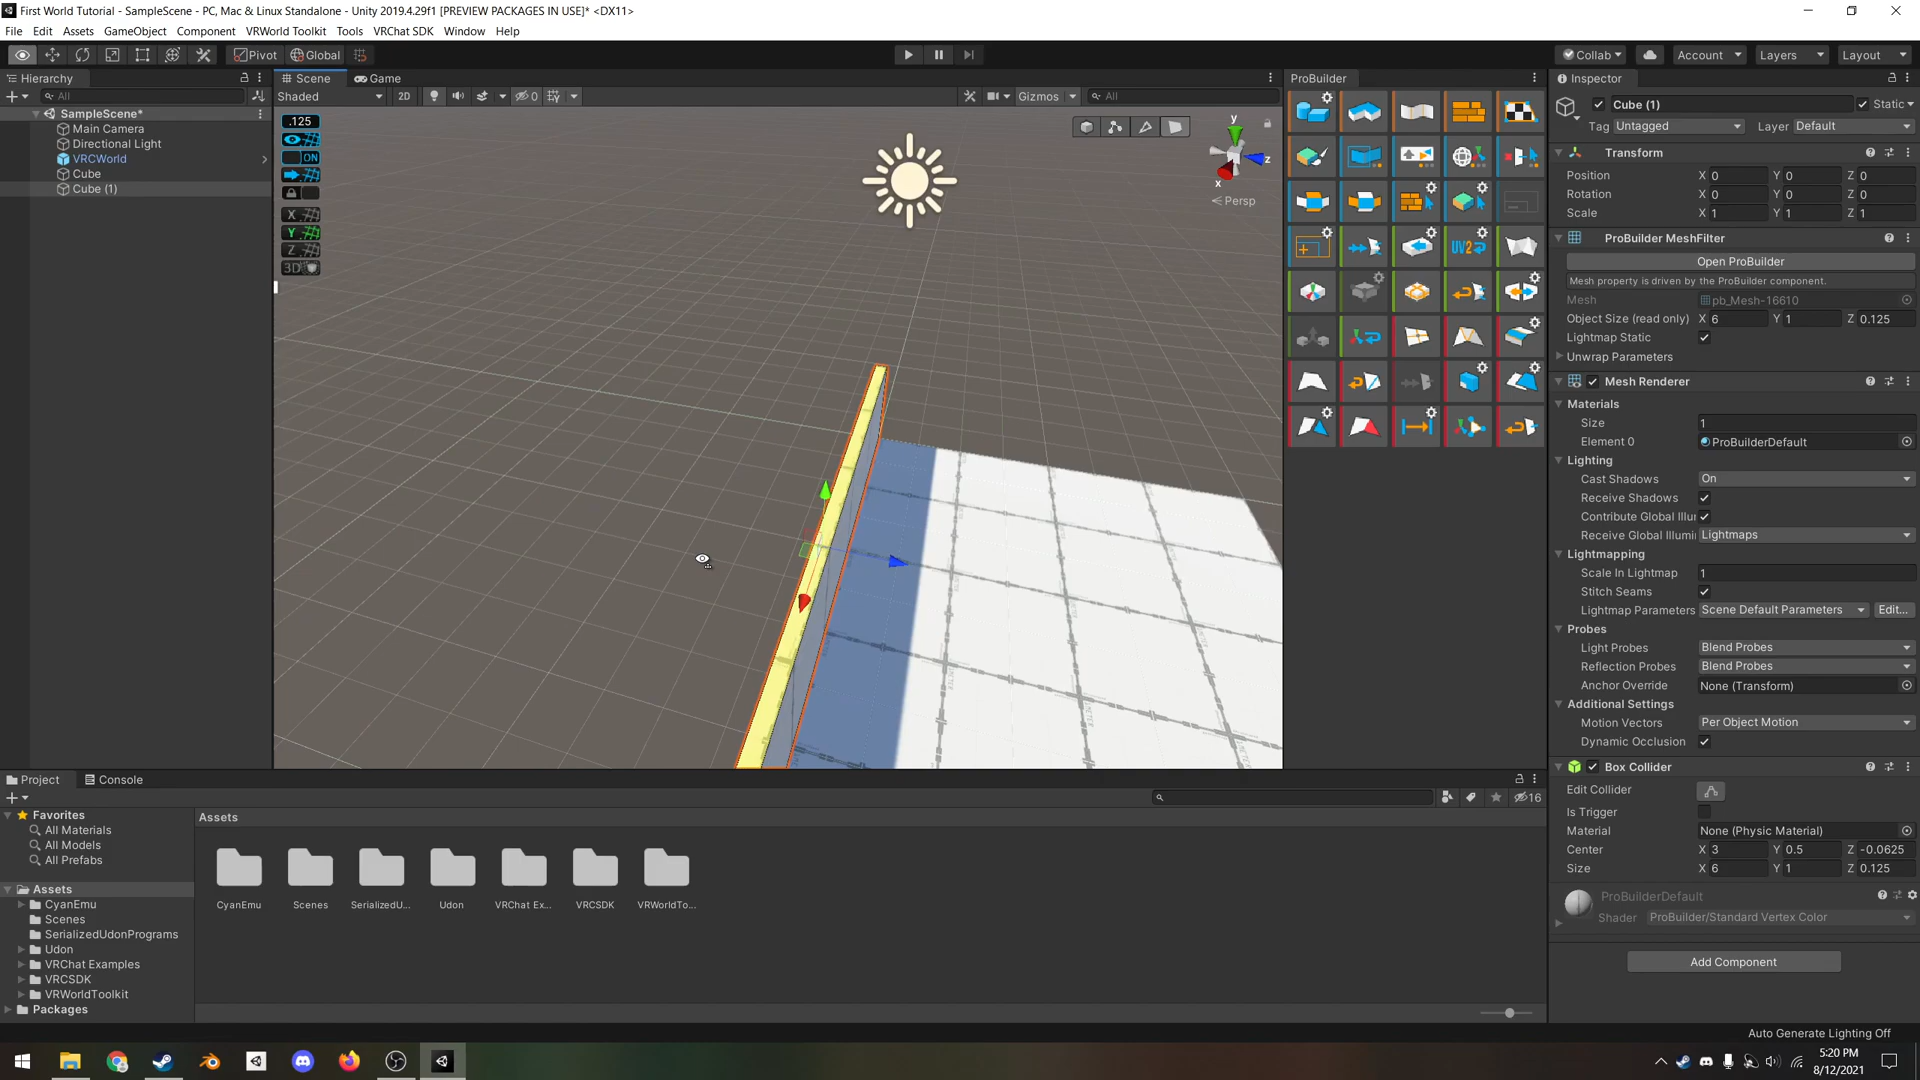 First World Tutorial - SampleScene - PC, Mac & Linux Standalone - Unity 2019.4.29f1 [PREVIEW PACKAGES IN USE]* <DX11>
File Edit Assets GameObject Component VRWorld Toolkit Tools VRChat SDK Window Help
Pivot Global Collab Account Layers Layout
Hierarchy Scene Game ProBuilder Inspector
All Shaded 2D 0 Gizmos All
SampleScene*
Main Camera
Directional Light
VRCWorld
Cube
Cube (1)
.125
ON
X
Y
Z
3D
y
z
x
Persp
UV2
Cube (1) Static
Tag Untagged Layer Default
Transform
Position X 0 Y 0 Z 0
Rotation X 0 Y 0 Z 0
Scale X 1 Y 1 Z 1
ProBuilder MeshFilter
Open ProBuilder
Mesh property is driven by the ProBuilder component.
Mesh pb_Mesh-16610
Object Size (read only) X 6 Y 1 Z 0.125
Lightmap Static
Unwrap Parameters
Mesh Renderer
Materials
Size 1
Element 0 ProBuilderDefault
Lighting
Cast Shadows On
Receive Shadows
Contribute Global Illur
Receive Global Illumii Lightmaps
Lightmapping
Scale In Lightmap 1
Stitch Seams
Lightmap Parameters Scene Default Parameters Edit...
Probes
Light Probes Blend Probes
Reflection Probes Blend Probes
Anchor Override None (Transform)
Additional Settings
Motion Vectors Per Object Motion
Dynamic Occlusion
Box Collider
Edit Collider
Is Trigger
Material None (Physic Material)
Center X 3 Y 0.5 Z -0.0625
Size X 6 Y 1 Z 0.125
ProBuilderDefault
Shader ProBuilder/Standard Vertex Color
Add Component
Project Console
16
Favorites
All Materials
All Models
All Prefabs
Assets
CyanEmu
Scenes
SerializedUdonPrograms
Udon
VRChat Examples
VRCSDK
VRWorldToolkit
Packages
Assets
CyanEmu Scenes SerializedU... Udon VRChat Ex... VRCSDK VRWorldTo...
Auto Generate Lighting Off
5:20 PM
8/12/2021